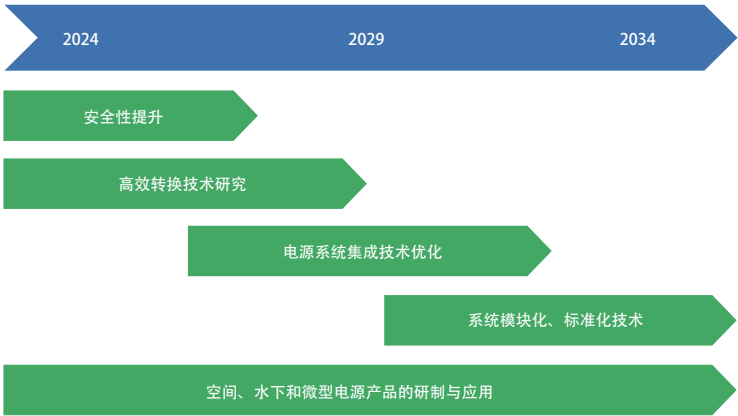 2024 2029 2034
安全性提升
高效转换技术研究
电源系统集成技术优化
系统模块化、标准化技术
空间、水下和微型电源产品的研制与应用